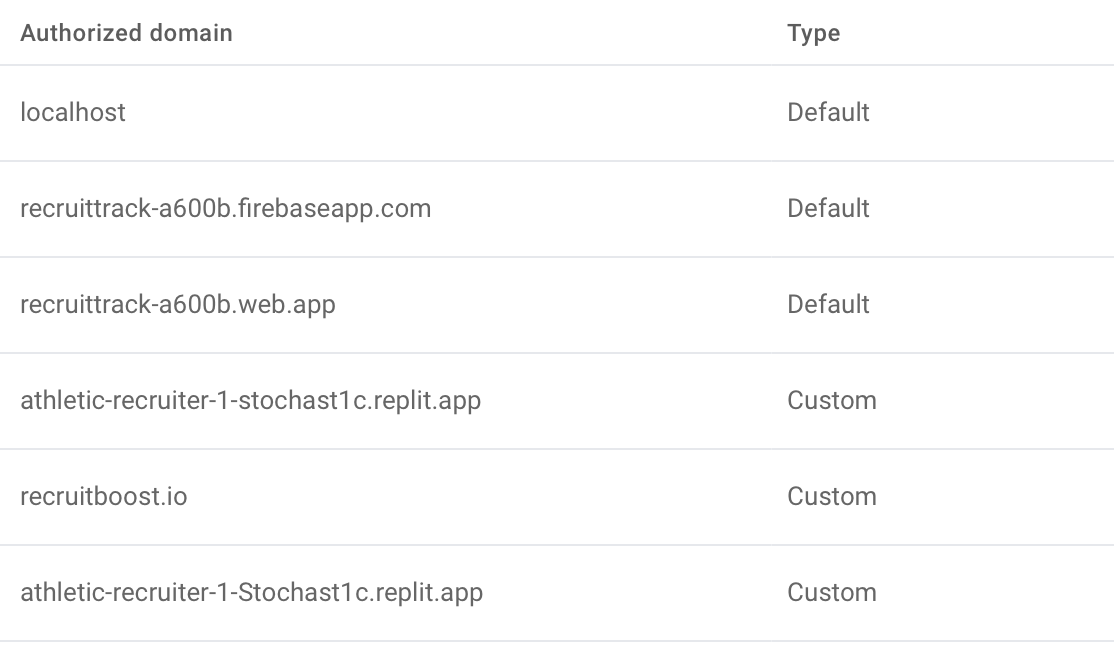 Authorized domain Type
localhost Default
recruittrack-a600b.firebaseapp.com Default
recruittrack-a600b.web.app Default
athletic-recruiter-1-stochast1c.replit.app Custom
recruitboost.io Custom
athletic-recruiter-1-Stochast1c.replit.app Custom